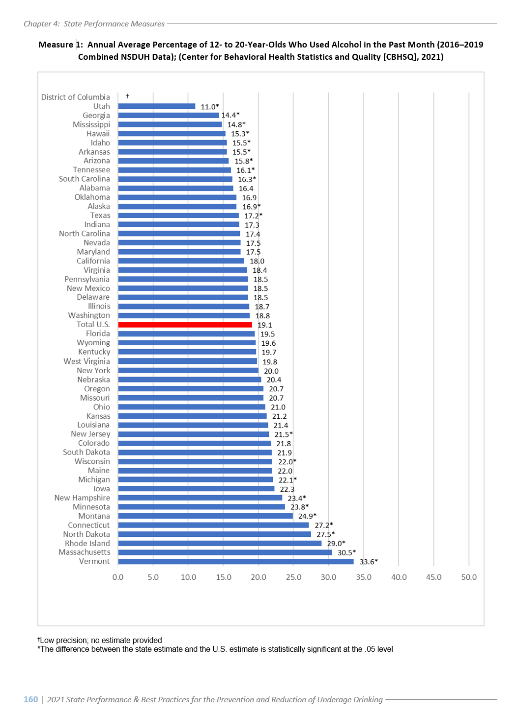 Chapter 4: State Performance Measures
Measure 1: Annual Average Percentage of 12- to 20-Year-Olds Who Used Alcohol in the Past Month (2016–2019
Combined NSDUH Data); (Center for Behavioral Health Statistics and Quality [CBHSQ], 2021)
District of Columbia †
Utah 11.0*
Georgia 14.4*
Mississippi 14.8*
Hawaii 15.3*
Idaho 15.5*
Arkansas 15.5*
Arizona 15.8*
Tennessee 16.1*
South Carolina 16.3*
Alabama 16.4
Oklahoma 16.9
Alaska 16.9*
Texas 17.2*
Indiana 17.3
North Carolina 17.4
Nevada 17.5
Maryland 17.5
California 18.0
Virginia 18.4
Pennsylvania 18.5
New Mexico 18.5
Delaware 18.5
Illinois 18.7
Washington 18.8
Total U.S. 19.1
Florida 19.5
Wyoming 19.6
Kentucky 19.7
West Virginia 19.8
New York 20.0
Nebraska 20.4
Oregon 20.7
Missouri 20.7
Ohio 21.0
Kansas 21.2
Louisiana 21.4
New Jersey 21.5*
Colorado 21.8
South Dakota 21.9
Wisconsin 22.0*
Maine 22.0
Michigan 22.1*
Iowa 22.3
New Hampshire 23.4*
Minnesota 23.8*
Montana 24.9*
Connecticut 27.2*
North Dakota 27.5*
Rhode Island 29.0*
Massachusetts 30.5*
Vermont 33.6*
0.0 5.0 10.0 15.0 20.0 25.0 30.0 35.0 40.0 45.0 50.0
†Low precision; no estimate provided
*The difference between the state estimate and the U.S. estimate is statistically significant at the .05 level
160 | 2021 State Performance & Best Practices for the Prevention and Reduction of Underage Drinking